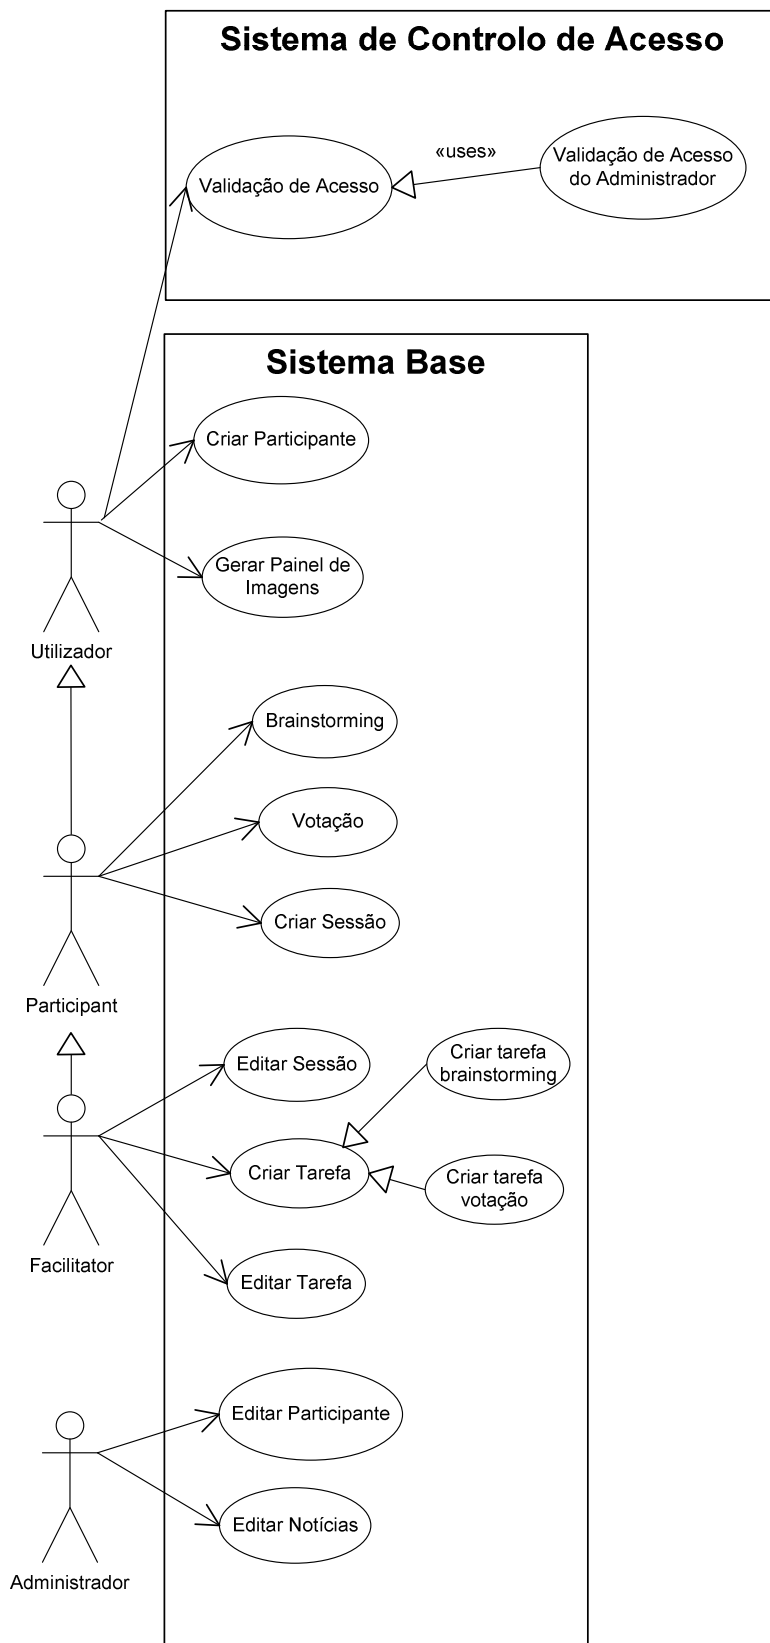 Sistema de Controlo de Acesso
«uses»
Validação de Acesso
Validação de Acesso
do Administrador
Sistema Base
Criar Participante
Gerar Painel de
Imagens
Utilizador
Brainstorming
Votação
Criar Sessão
Participant
Editar Sessão
Criar tarefa
brainstorming
Criar Tarefa
Criar tarefa
votação
Facilitator
Editar Tarefa
Editar Participante
Editar Notícias
Administrador